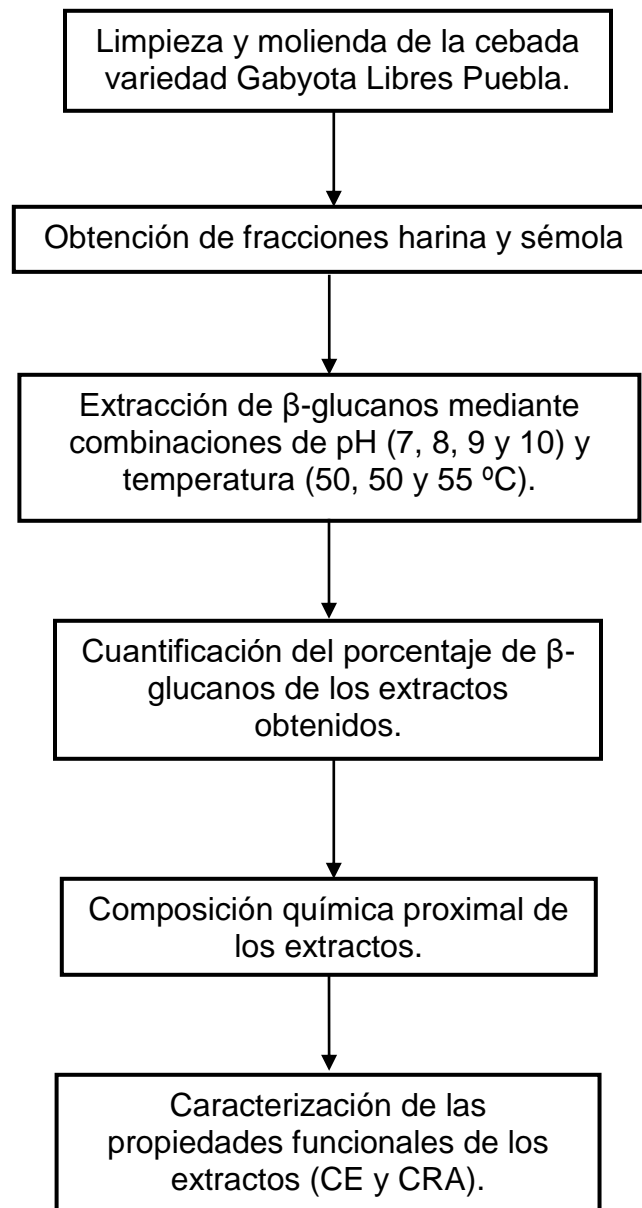 Limpieza y molienda de la cebada
variedad Gabyota Libres Puebla.
Obtención de fracciones harina y sémola
Extracción de β-glucanos mediante
combinaciones de pH (7, 8, 9 y 10) y
temperatura (50, 50 y 55 ºC).
Cuantificación del porcentaje de β-
glucanos de los extractos
obtenidos.
Composición química proximal de
los extractos.
Caracterización de las
propiedades funcionales de los
extractos (CE y CRA).